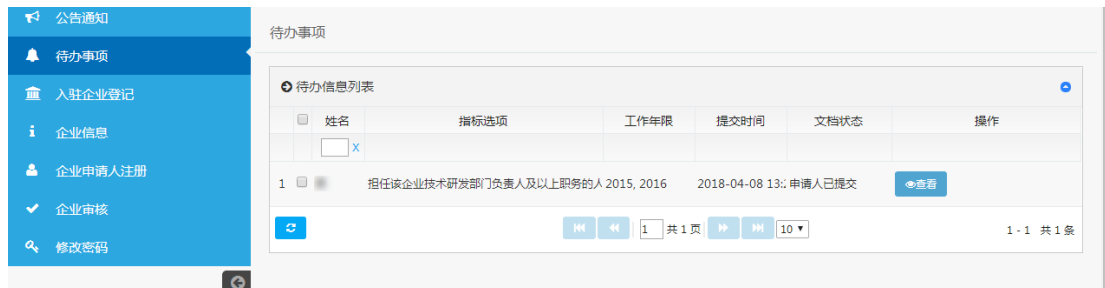 公告通知
待办事项
入驻企业登记
企业信息
企业申请人注册
企业审核
修改密码
待办事项
待办信息列表
姓名 指标选项 工作年限 提交时间 文档状态 操作
X
1 担任该企业技术研发部门负责人及以上职务的人 2015, 2016 2018-04-08 13:2 申请人已提交 查看
1 共 1 页 10 1 - 1 共 1 条